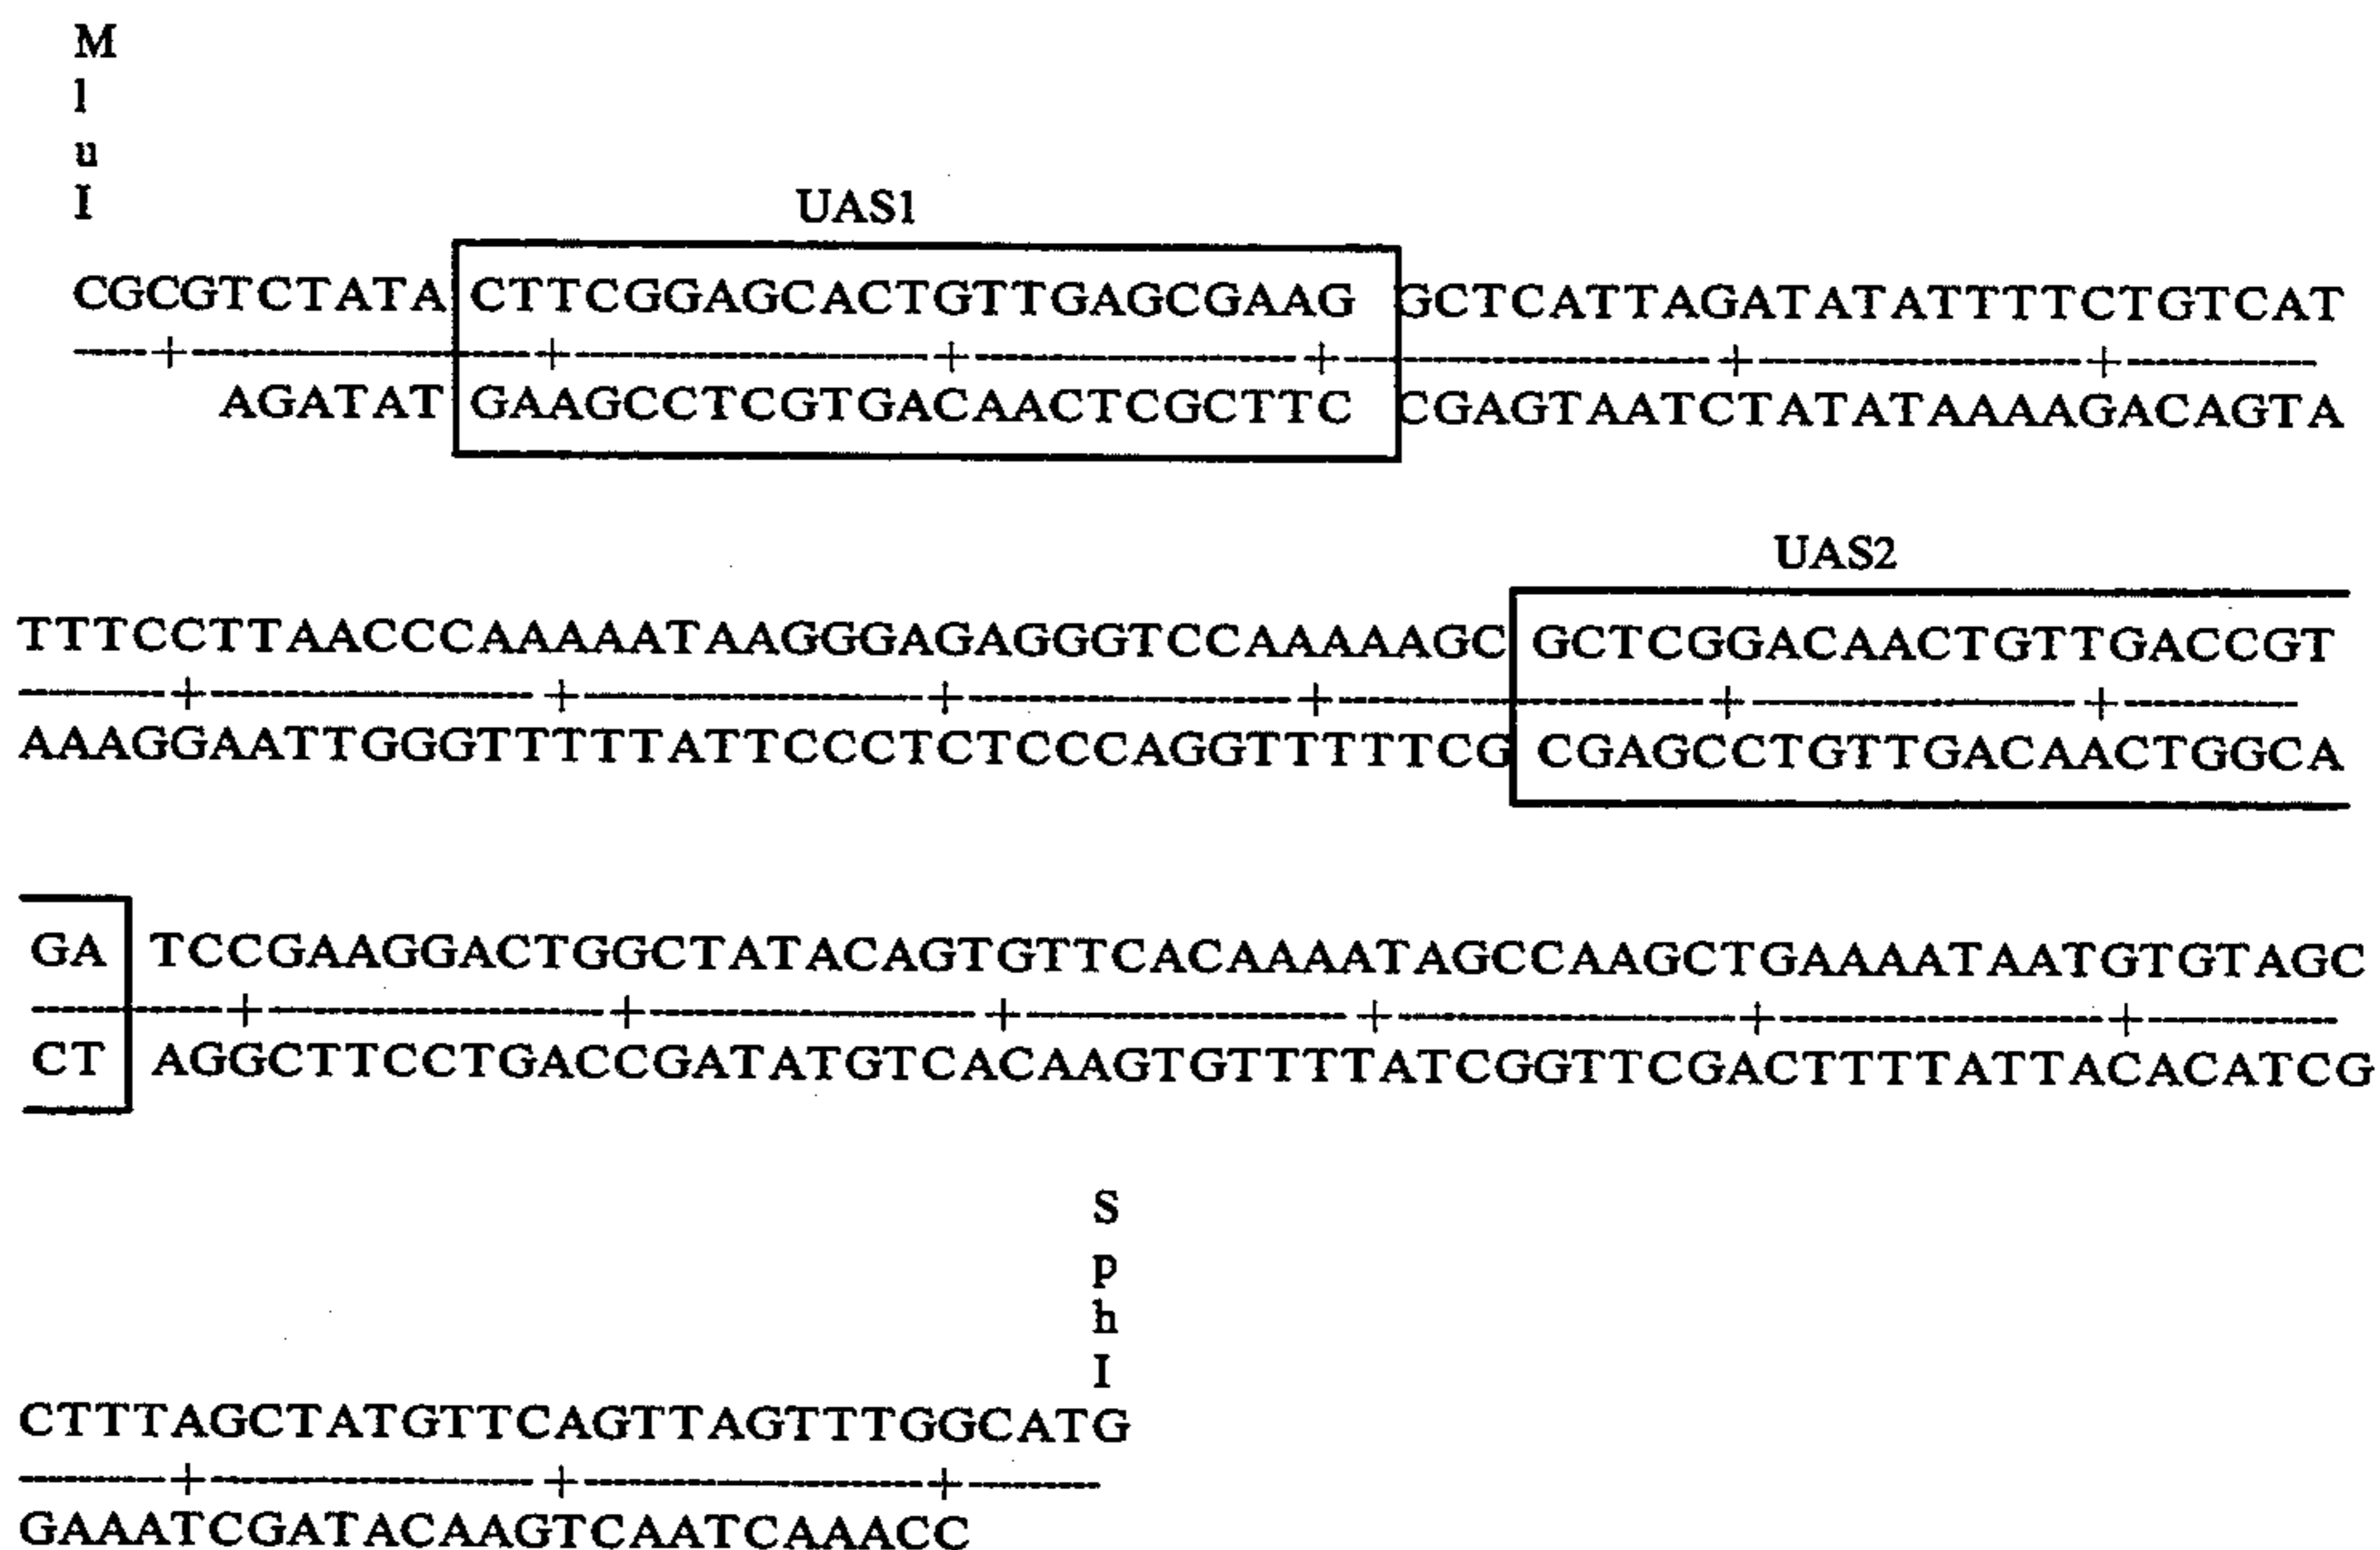 M
l
u
I
UAS1
CGCGTCTATA CTTCGGAGCACTGTTGAGCGAAG GCTCATTAGATATATTTTCTGTCAT
AGATAT GAAGCCTCGTGACAACTCGCTTC CGAGTAATCTATATAAAAGACAGTA
UAS2
TTTCCTTAACCCAAAAATAAGGGAGAGGGTCCAAAAAGC GCTCGGACAACTGTTGACCGT
AAAGGAATTGGGTTTTTATTCCCTCTCCCAGGTTTTTCG CGAGCCTGTTGACAACTGGCA
GA TCCGAAGGACTGGCTATACAGTGTTCACAAAATAGCCAAGCTGAAAATAATGTGTAGC
CT AGGCTTCCTGACCGATATGTCACAAGTGTTTTATCGGTTCGACTTTTATTACACATCG
S
p
h
I
CTTTAGCTATGTTCAGTTAGTTTGGCATG
GAAATCGATACAAGTCAATCAAACC